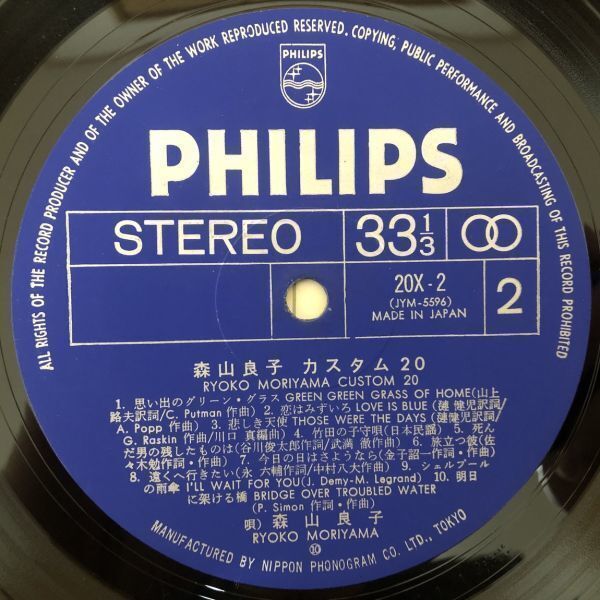 ALL RIGHTS OF THE RECORD PRODUCER AND OF THE OWNER OF THE WORK REPRODUCED RESERVED. COPYING, PUBLIC PERFORMANCE AND BROADCASTING OF THIS RECORD PROHIBITED
PHILIPS
PHILIPS
STEREO
33 1/3
20X-2
(JYM-5596)
MADE IN JAPAN
2
森山良子 カスタム20
RYOKO MORIYAMA CUSTOM 20
1. 思い出のグリーン・グラス GREEN GREEN GRASS OF HOME(山上
路夫訳詞/C. Putman 作曲) 2. 恋はみずいろ LOVE IS BLUE (漣 健児訳詞/
A. Popp 作曲) 3. 悲しき天使 THOSE WERE THE DAYS (漣健児訳詞/
G. Raskin 作曲/川口 真編曲) 4. 竹田の子守唄(日本民謡) 5. 死ん
だ男の残したものは(谷川俊太郎作詞/武満 徹作曲) 6. 旅立つ彼(佐
々木勉作詞・作曲) 7. 今日の日はさようなら(金子詔一作詞・作曲)
8. 遠くへ行きたい(永 六輔作詞/中村八大作曲) 9. シェルブール
の雨傘 I'LL WAIT FOR YOU(J. Demy-M. Legrand) 10. 明日
に架ける橋 BRIDGE OVER TROUBLED WATER
(P. Simon 作詞・作曲)
唄) 森山良子
RYOKO MORIYAMA
⑩
MANUFACTURED BY NIPPON PHONOGRAM CO. LTD., TOKYO